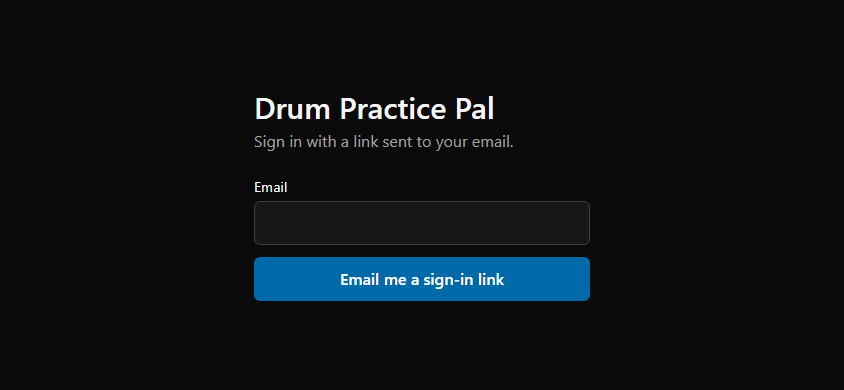 Drum Practice Pal
Sign in with a link sent to your email.
Email
Email me a sign-in link